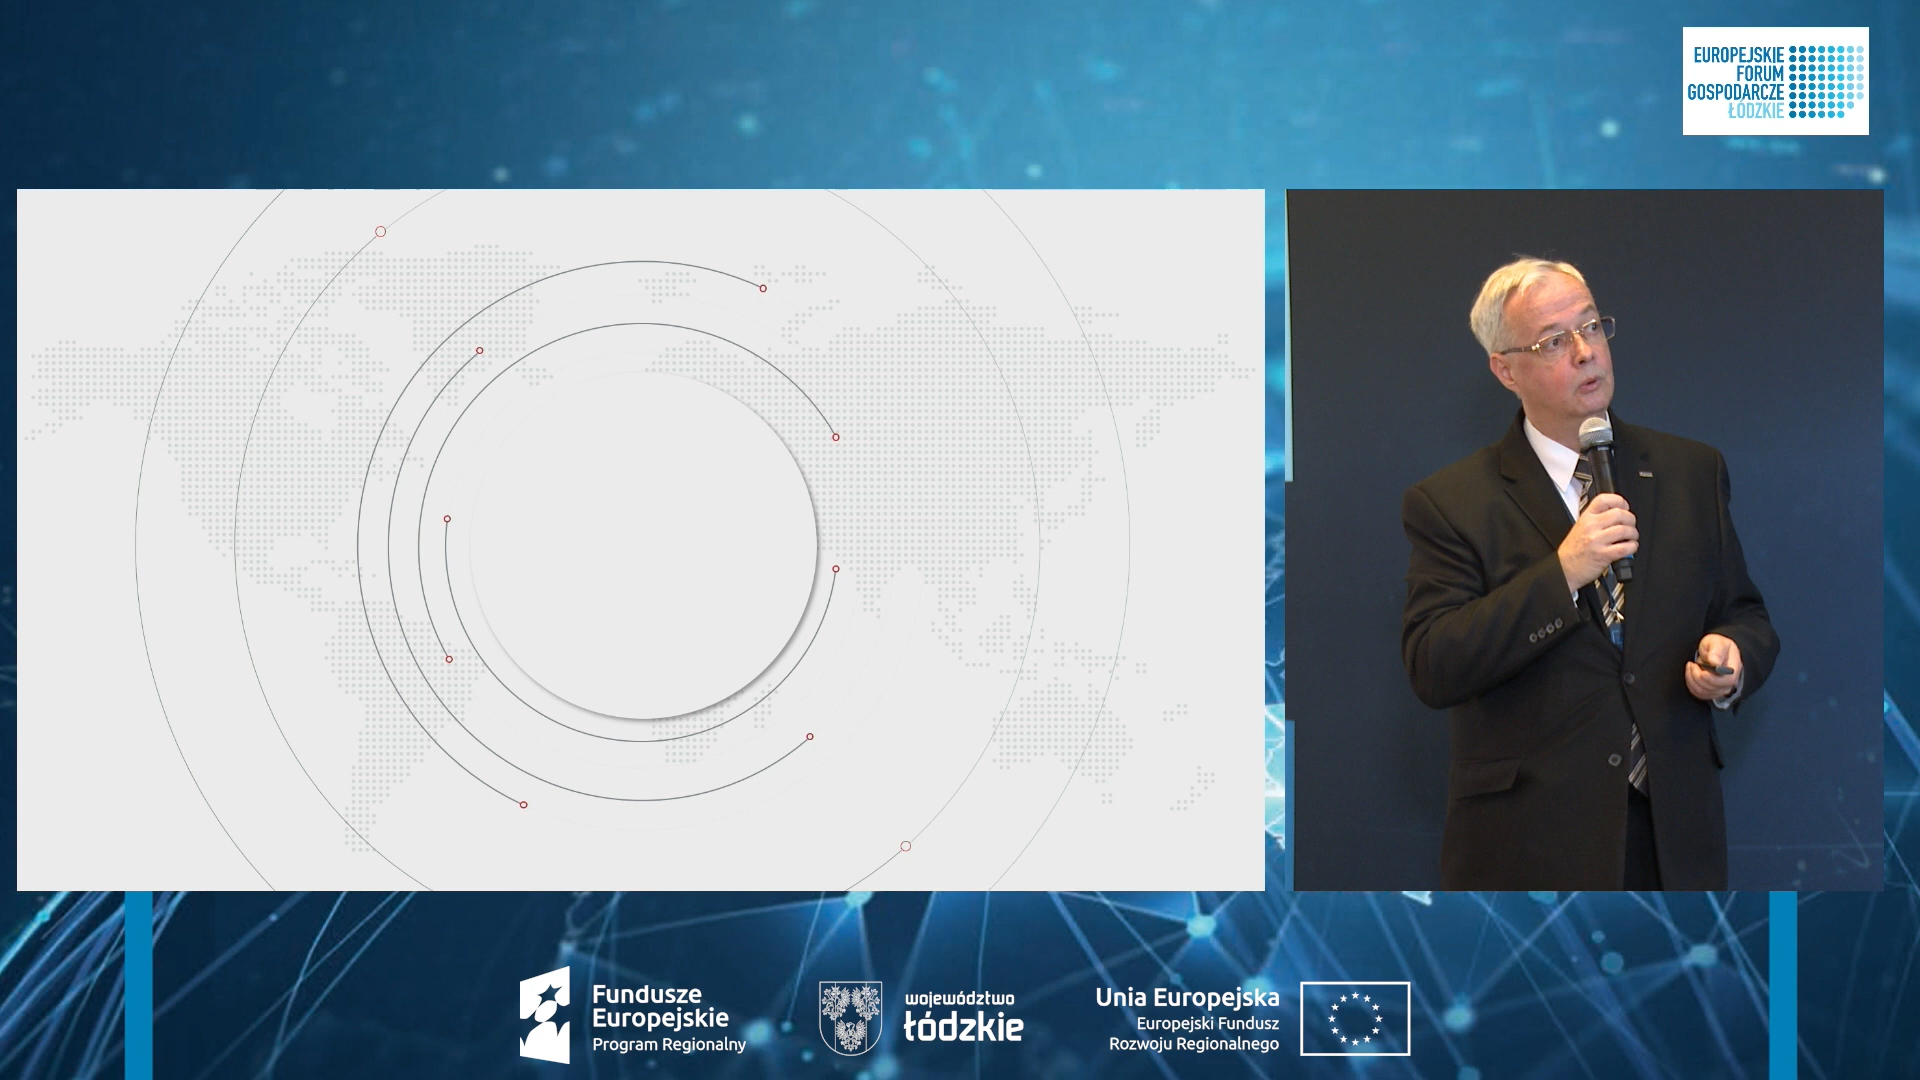 EUROPEJSKIE
FORUM
GOSPODARCZE
ŁÓDZKIE
Fundusze
Europejskie
Program Regionalny
województwo
łódzkie
Unia Europejska
Europejski Fundusz
Rozwoju Regionalnego